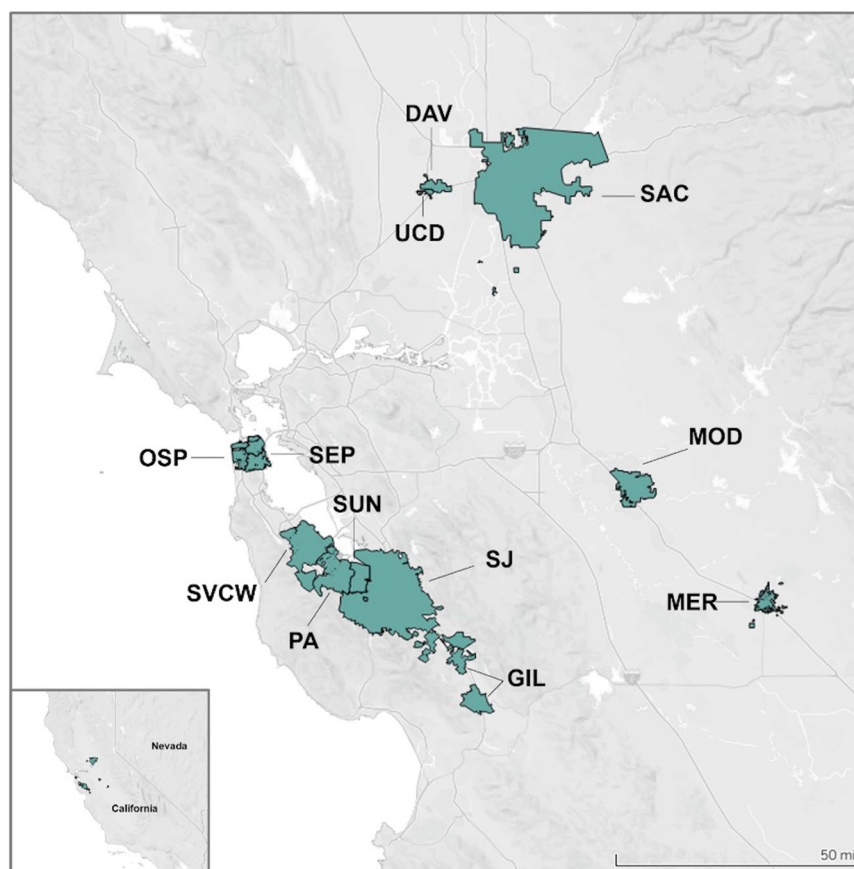 DAV
SAC
UCD
MOD
OSP
SEP
SUN
SJ
SVCW
MER
PA
GIL
Nevada
California
50 mi